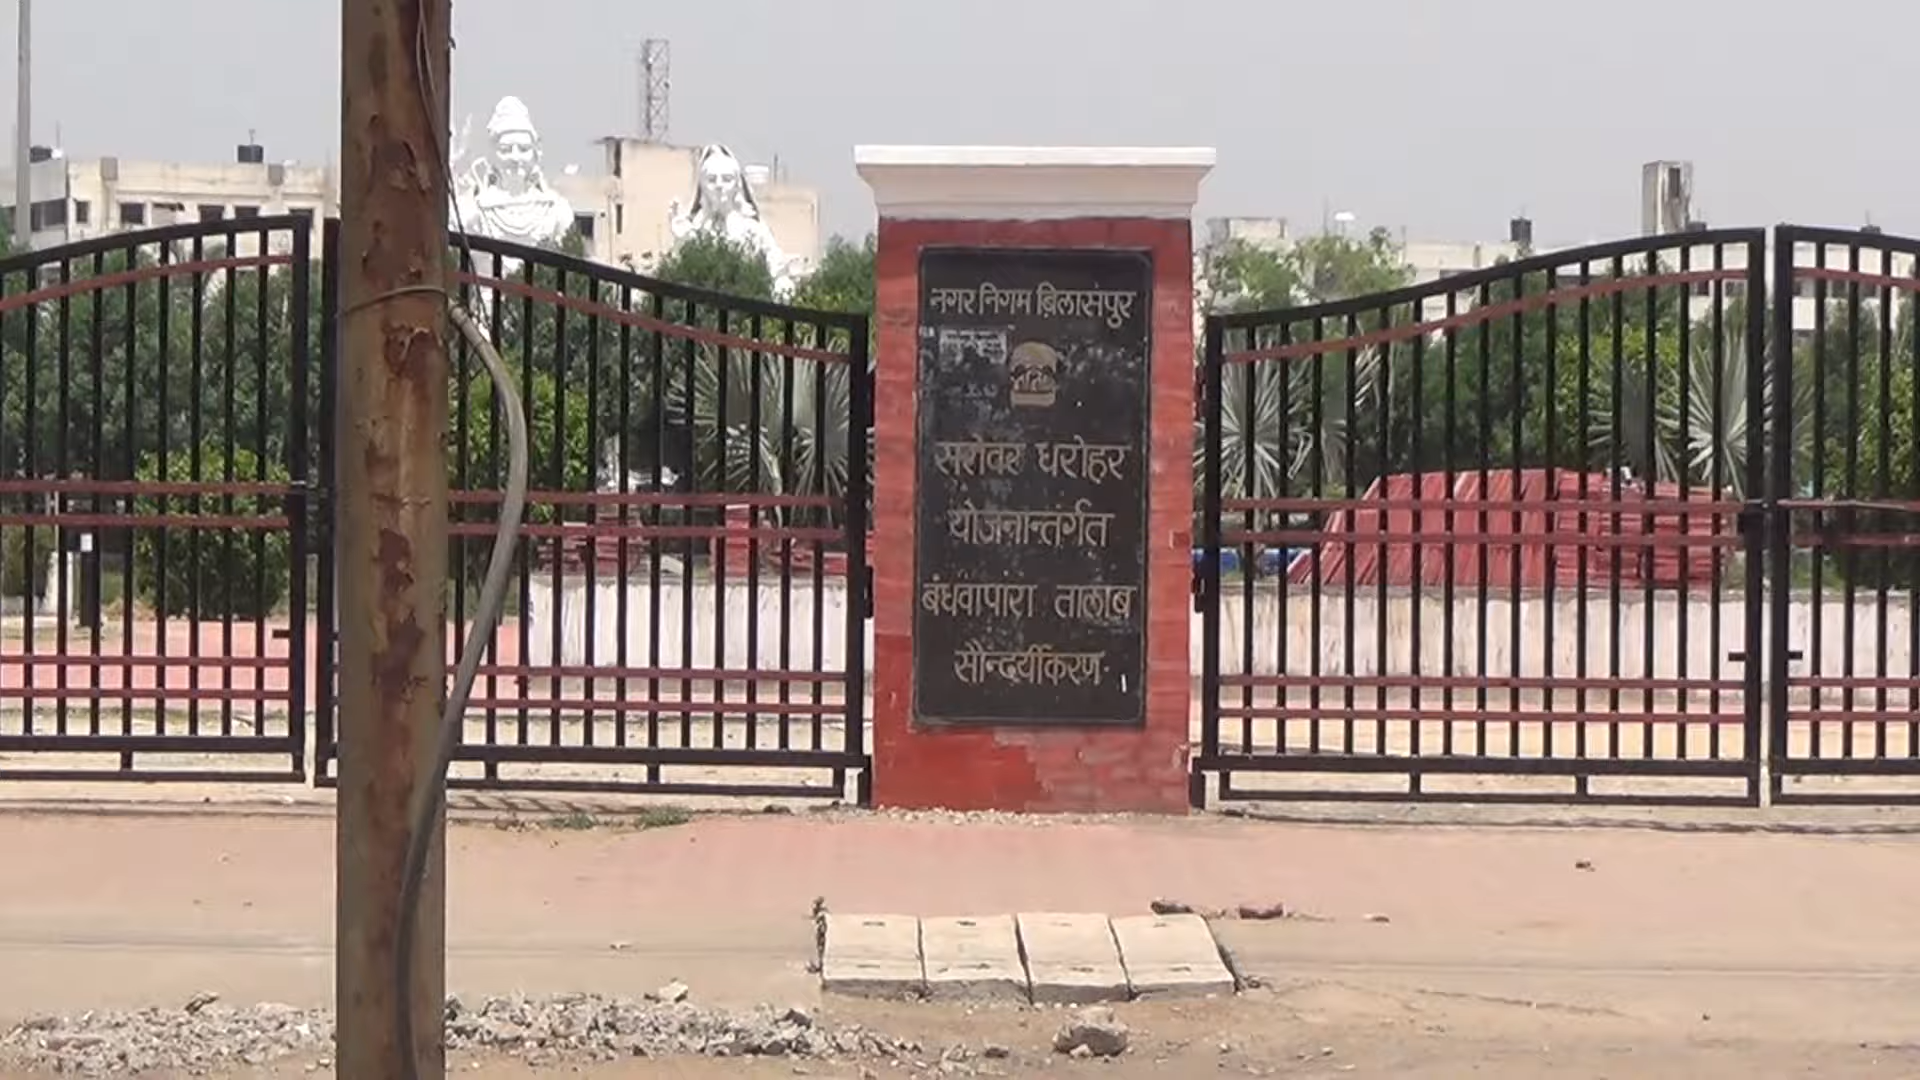 नगर निगम बिलासपुर
सरोवर धरोहर
योजनान्तर्गत
बंधवापारा तालाब
सौन्दर्यीकरण